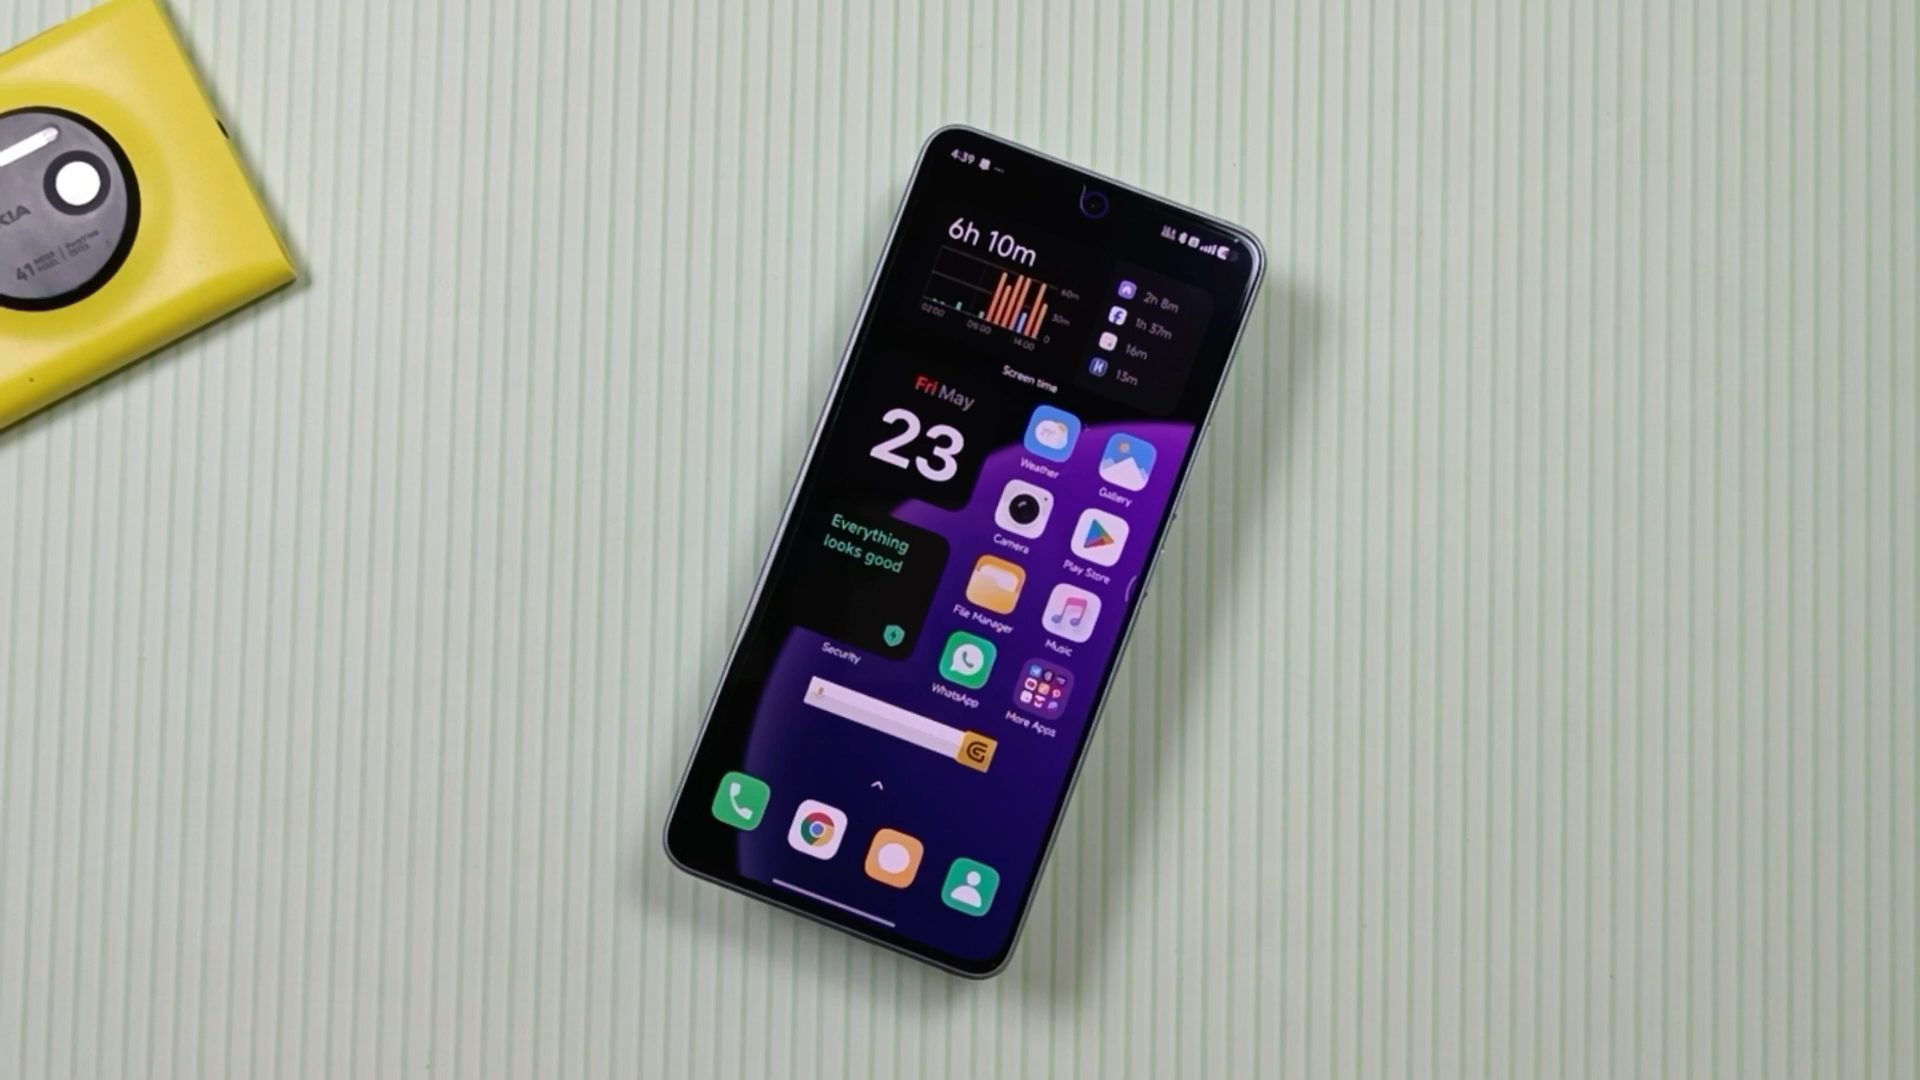 4:39
6h 10m
60m
30m
0
02:00
08:00
14:00
2h 8m
1h 37m
16m
13m
Screen time
Fri May
23
Weather
Gallery
Camera
Play Store
Everything
looks good
File Manager
Music
Security
WhatsApp
More Apps
41